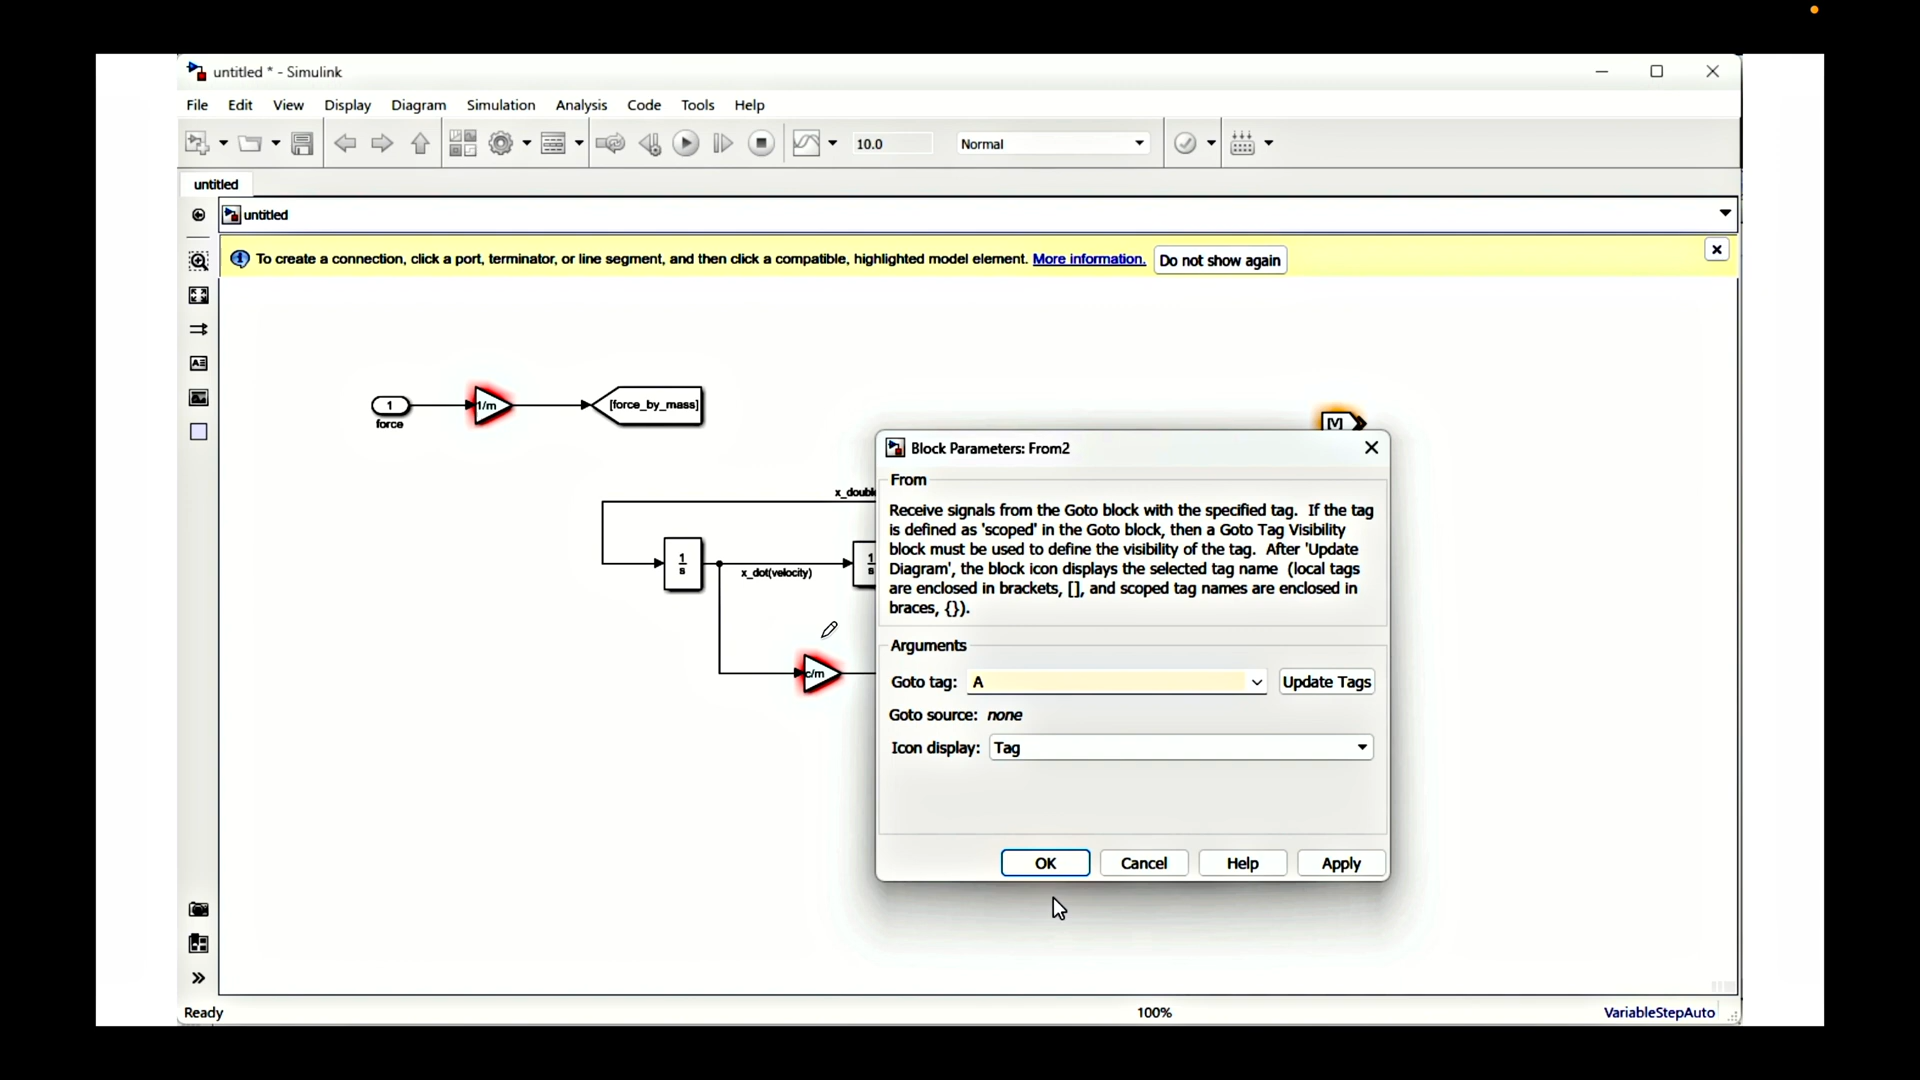 untitled * - Simulink
File Edit View Display Diagram Simulation Analysis Code Tools Help
10.0 Normal
untitled
untitled
To create a connection, click a port, terminator, or line segment, and then click a compatible, highlighted model element. More information. Do not show again
1
force
1/m
[force_by_mass]
x_doubl
1
s
x_dot(velocity)
1
s
c/m
Block Parameters: From2
From
Receive signals from the Goto block with the specified tag. If the tag
is defined as 'scoped' in the Goto block, then a Goto Tag Visibility
block must be used to define the visibility of the tag. After 'Update
Diagram', the block icon displays the selected tag name (local tags
are enclosed in brackets, [], and scoped tag names are enclosed in
braces, {}).
Arguments
Goto tag: A Update Tags
Goto source: none
Icon display: Tag
OK Cancel Help Apply
Ready 100% VariableStepAuto